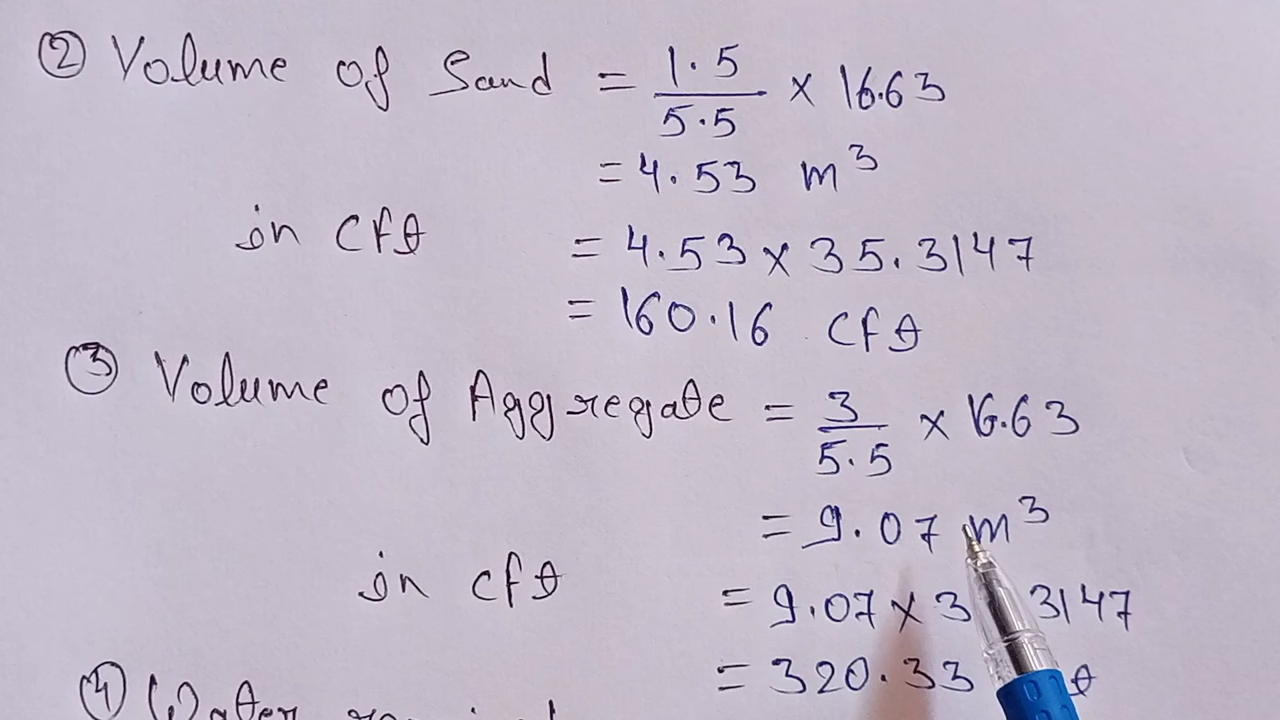 ② Volume of Sand = 1.5/5.5 × 16.63
= 4.53 m³
in cft = 4.53 × 35.3147
= 160.16 cft
③ Volume of Aggregate = 3/5.5 × 16.63
= 9.07 m³
in cft = 9.07 × 3 3147
= 320.33 t
④ Water